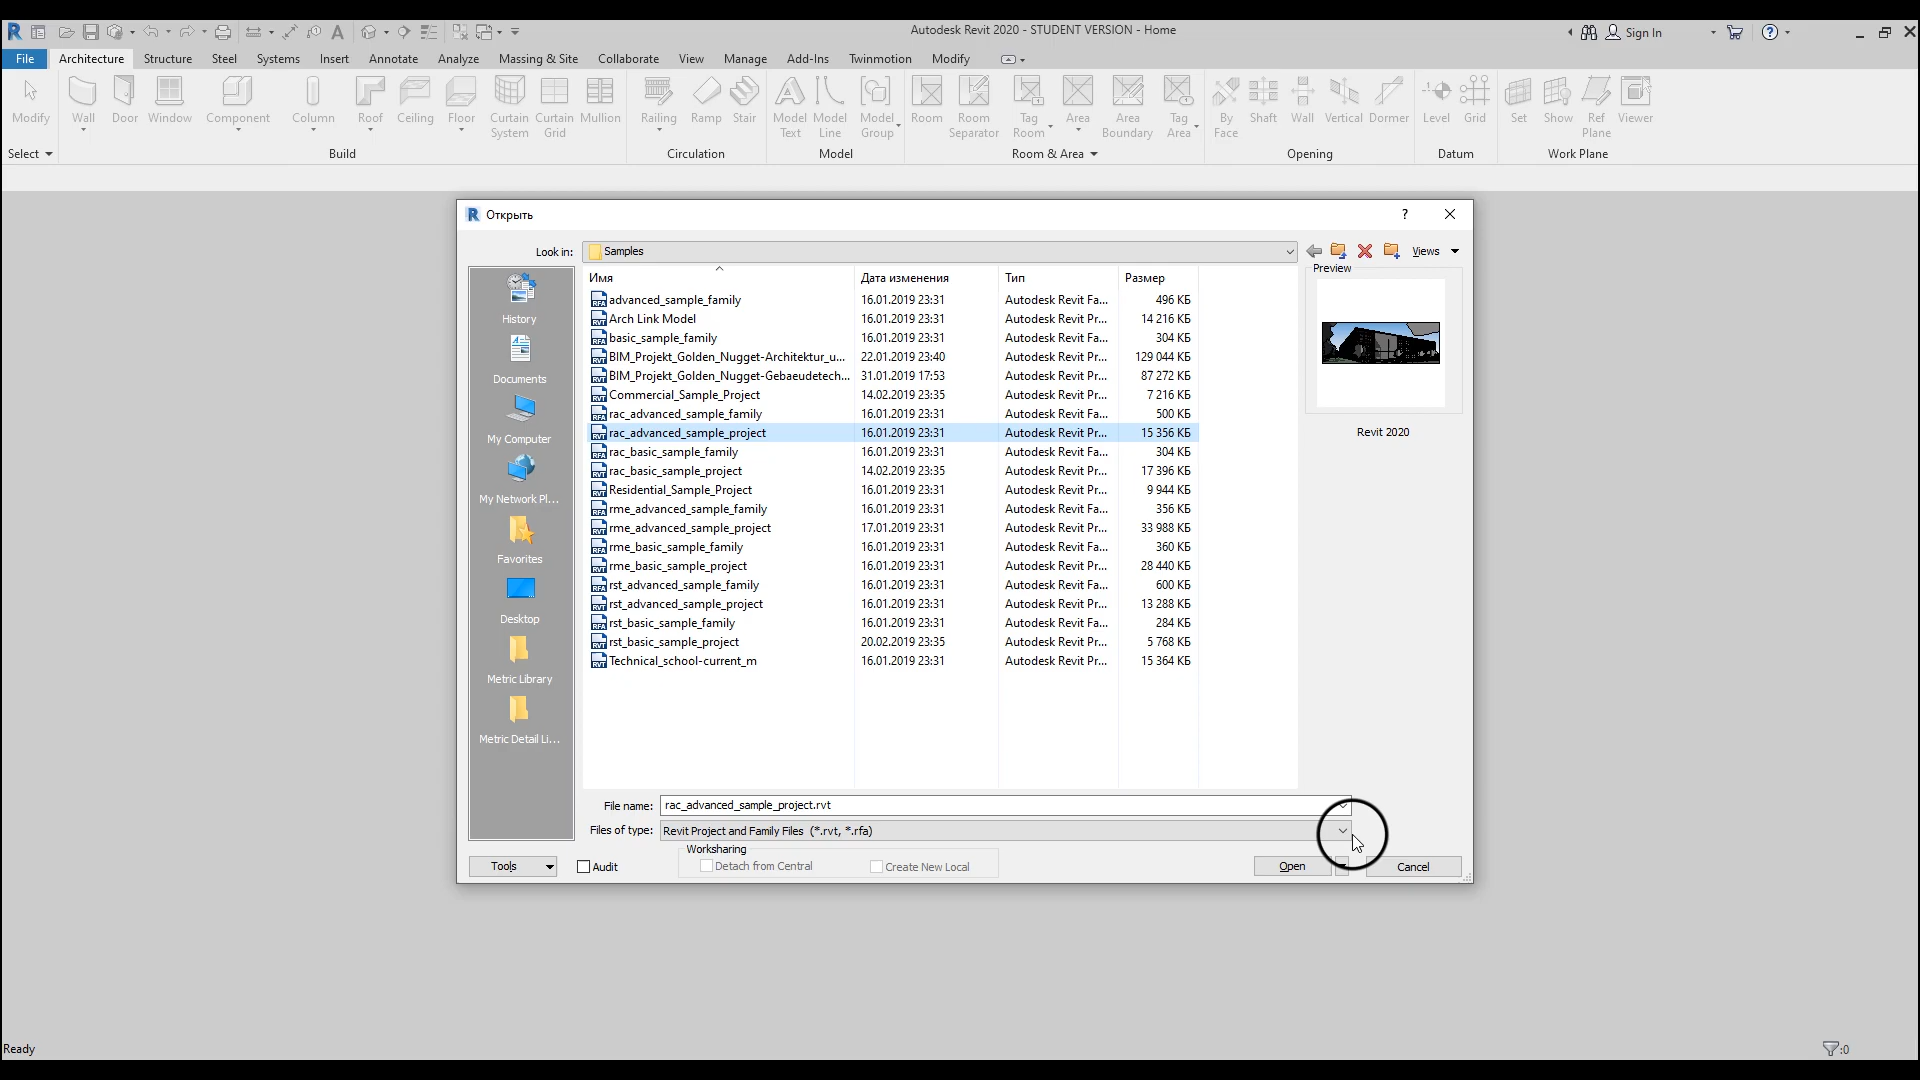 Autodesk Revit 2020 - STUDENT VERSION - Home
Sign In
File Architecture Structure Steel Systems Insert Annotate Analyze Massing & Site Collaborate View Manage Add-Ins Twinmotion Modify
Modify Wall Door Window Component Column Roof Ceiling Floor Curtain System Curtain Grid Mullion Railing Ramp Stair Model Text Model Line Model Group Room Room Separator Tag Room Area Area Boundary Tag Area By Face Shaft Wall Vertical Dormer Level Grid Set Show Ref Plane Viewer
Select Build Circulation Model Room & Area Opening Datum Work Plane
Открыть
Look in: Samples Views
Preview
Имя Дата изменения Тип Размер
advanced_sample_family 16.01.2019 23:31 Autodesk Revit Fa... 496 КБ
Arch Link Model 16.01.2019 23:31 Autodesk Revit Pr... 14 216 КБ
basic_sample_family 16.01.2019 23:31 Autodesk Revit Fa... 304 КБ
BIM_Projekt_Golden_Nugget-Architektur_u... 22.01.2019 23:40 Autodesk Revit Pr... 129 044 КБ
BIM_Projekt_Golden_Nugget-Gebaeudetech... 31.01.2019 17:53 Autodesk Revit Pr... 87 272 КБ
Commercial_Sample_Project 14.02.2019 23:35 Autodesk Revit Pr... 7 216 КБ
rac_advanced_sample_family 16.01.2019 23:31 Autodesk Revit Fa... 500 КБ
rac_advanced_sample_project 16.01.2019 23:31 Autodesk Revit Pr... 15 356 КБ
rac_basic_sample_family 16.01.2019 23:31 Autodesk Revit Fa... 304 КБ
rac_basic_sample_project 14.02.2019 23:35 Autodesk Revit Pr... 17 396 КБ
Residential_Sample_Project 16.01.2019 23:31 Autodesk Revit Pr... 9 944 КБ
rme_advanced_sample_family 16.01.2019 23:31 Autodesk Revit Fa... 356 КБ
rme_advanced_sample_project 17.01.2019 23:31 Autodesk Revit Pr... 33 988 КБ
rme_basic_sample_family 16.01.2019 23:31 Autodesk Revit Fa... 360 КБ
rme_basic_sample_project 16.01.2019 23:31 Autodesk Revit Pr... 28 440 КБ
rst_advanced_sample_family 16.01.2019 23:31 Autodesk Revit Fa... 600 КБ
rst_advanced_sample_project 16.01.2019 23:31 Autodesk Revit Pr... 13 288 КБ
rst_basic_sample_family 16.01.2019 23:31 Autodesk Revit Fa... 284 КБ
rst_basic_sample_project 20.02.2019 23:35 Autodesk Revit Pr... 5 768 КБ
Technical_school-current_m 16.01.2019 23:31 Autodesk Revit Pr... 15 364 КБ
Revit 2020
History
Documents
My Computer
My Network Pl...
Favorites
Desktop
Metric Library
Metric Detail Li...
File name: rac_advanced_sample_project.rvt
Files of type: Revit Project and Family Files (*.rvt, *.rfa)
Worksharing
Tools Audit Detach from Central Create New Local Open Cancel
Ready :0